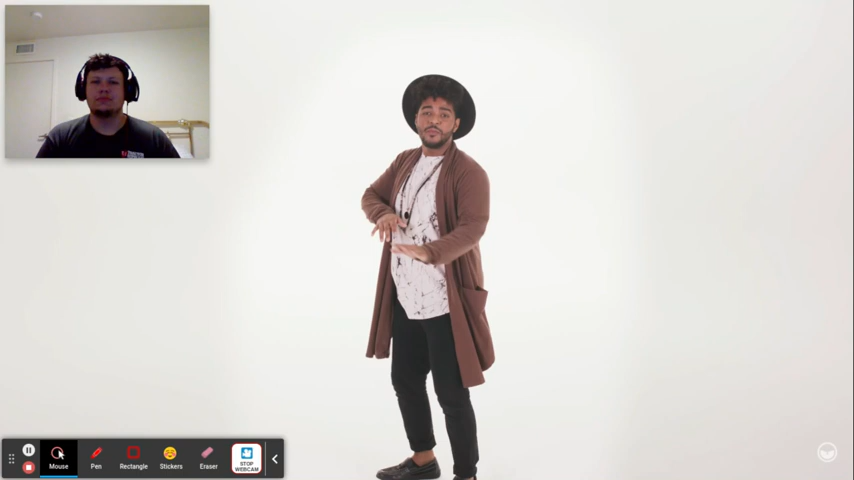 Mouse
Pen
Rectangle
Stickers
Eraser
STOP
WEBCAM